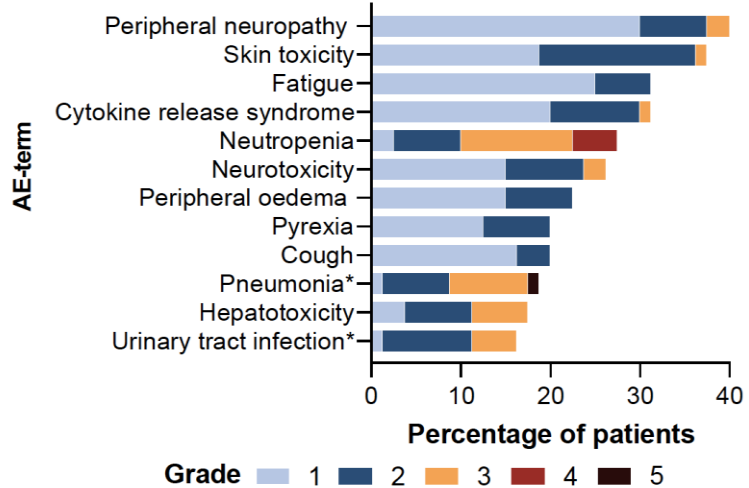 AE-term
Peripheral neuropathy
Skin toxicity
Fatigue
Cytokine release syndrome
Neutropenia
Neurotoxicity
Peripheral oedema
Pyrexia
Cough
Pneumonia*
Hepatotoxicity
Urinary tract infection*
0 10 20 30 40
Percentage of patients
Grade 1 2 3 4 5